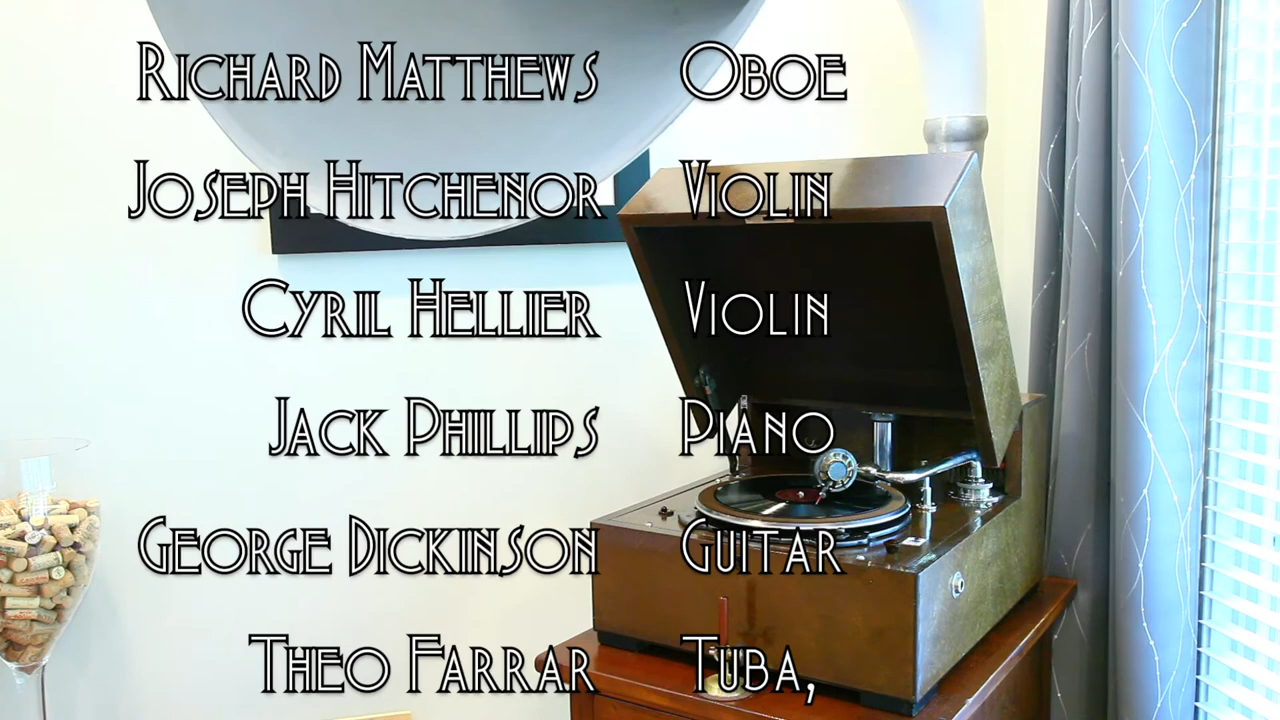 Richard Matthews Oboe
Joseph Hitchenor Violin
Cyril Hellier Violin
Jack Phillips Piano
George Dickinson Guitar
Theo Farrar Tuba,